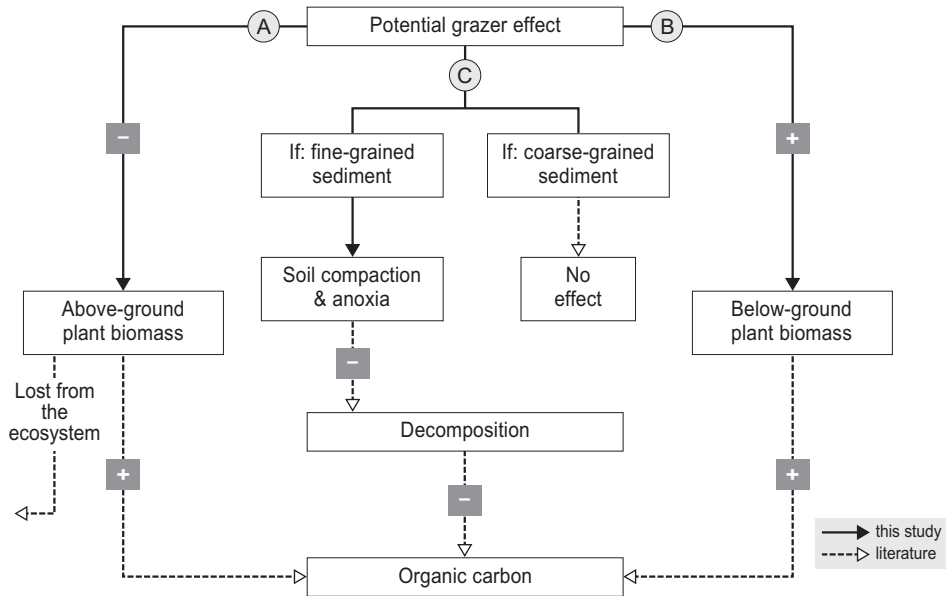 A
Potential grazer effect
B
C
–
+
If: fine-grained
sediment
If: coarse-grained
sediment
Soil compaction
& anoxia
No
effect
Above-ground
plant biomass
Below-ground
plant biomass
–
Lost from
the
ecosystem
Decomposition
+
–
+
this study
literature
Organic carbon